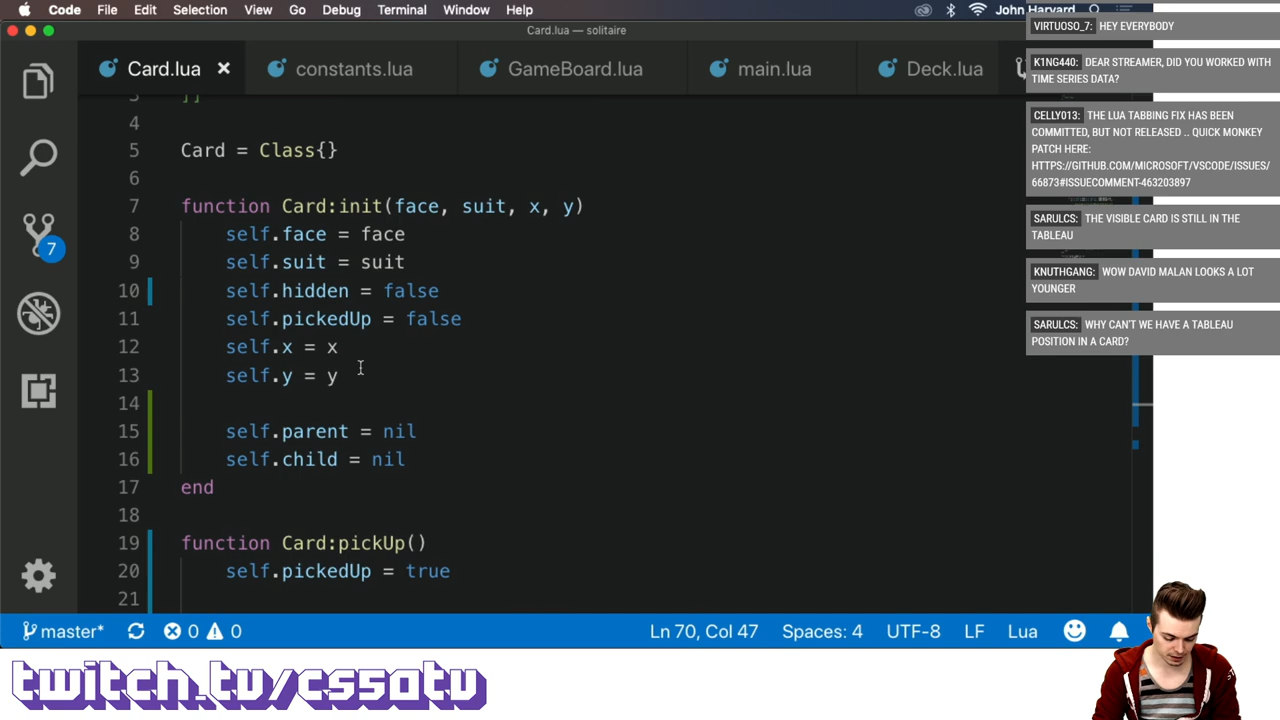 Code File Edit Selection View Go Debug Terminal Window Help
John Harvard
Card.lua — solitaire
Card.lua constants.lua GameBoard.lua main.lua Deck.lua
3 ]]
4
5 Card = Class{}
6
7 function Card:init(face, suit, x, y)
8 self.face = face
9 self.suit = suit
10 self.hidden = false
11 self.pickedUp = false
12 self.x = x
13 self.y = y
14
15 self.parent = nil
16 self.child = nil
17 end
18
19 function Card:pickUp()
20 self.pickedUp = true
21
7
master* 0 0 Ln 70, Col 47 Spaces: 4 UTF-8 LF Lua
VIRTUOSO_7: HEY EVERYBODY
K1NG440: DEAR STREAMER, DID YOU WORKED WITH
TIME SERIES DATA?
CELLY013: THE LUA TABBING FIX HAS BEEN
COMMITTED, BUT NOT RELEASED .. QUICK MONKEY
PATCH HERE:
HTTPS://GITHUB.COM/MICROSOFT/VSCODE/ISSUES/
66873#ISSUECOMMENT-463203897
SARULCS: THE VISIBLE CARD IS STILL IN THE
TABLEAU
KNUTHGANG: WOW DAVID MALAN LOOKS A LOT
YOUNGER
SARULCS: WHY CAN'T WE HAVE A TABLEAU
POSITION IN A CARD?
twitch.tv/cs50tv